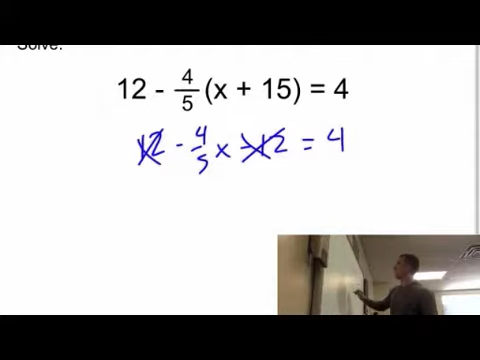 Solve:
12 - 4/5 (x + 15) = 4
12 - 4/5 x - 12 = 4